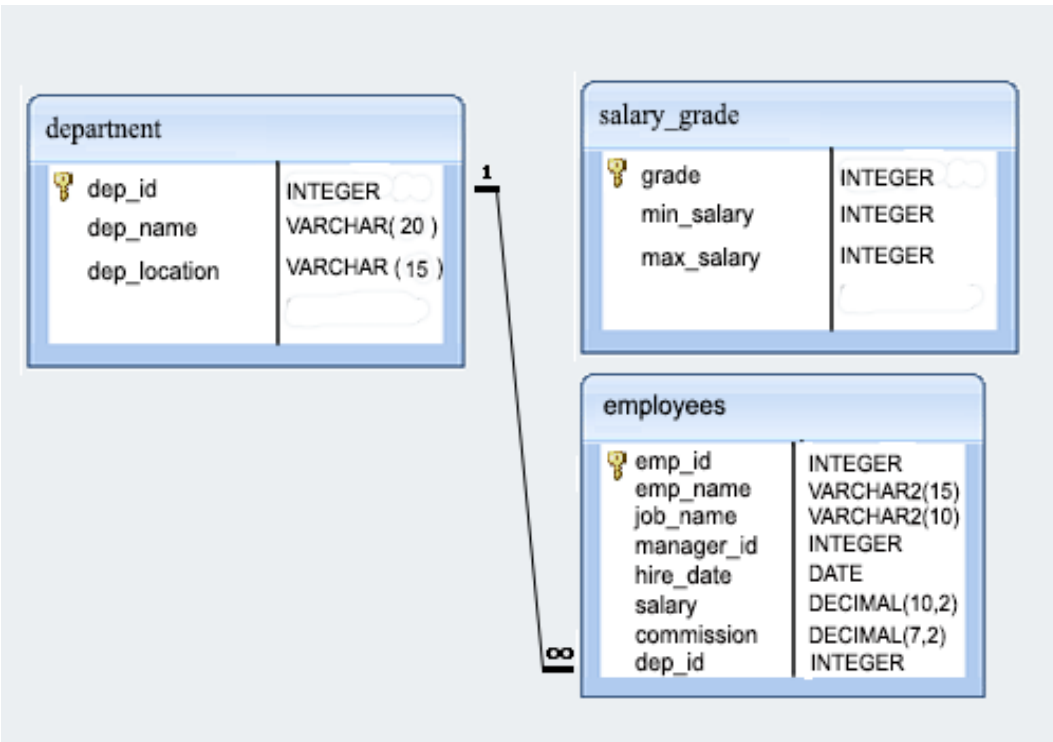 department
dep_id INTEGER
dep_name VARCHAR( 20 )
dep_location VARCHAR ( 15 )
1
∞
salary_grade
grade INTEGER
min_salary INTEGER
max_salary INTEGER
employees
emp_id INTEGER
emp_name VARCHAR2(15)
job_name VARCHAR2(10)
manager_id INTEGER
hire_date DATE
salary DECIMAL(10,2)
commission DECIMAL(7,2)
dep_id INTEGER